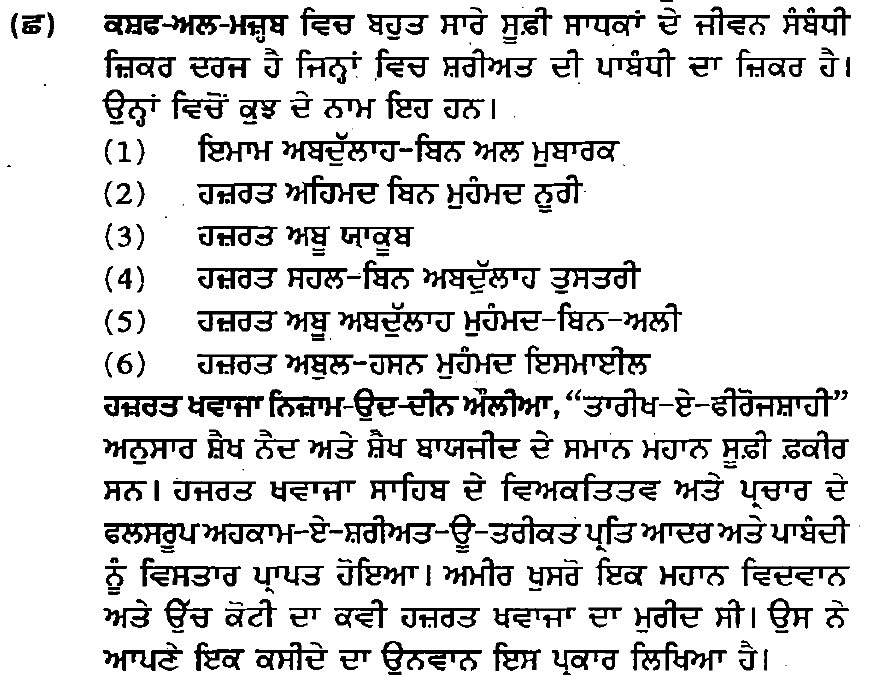 (ਛ) ਕਸ਼ਫ-ਅਲ-ਮਜ਼੍ਹਬ ਵਿਚ ਬਹੁਤ ਸਾਰੇ ਸੂਫ਼ੀ ਸਾਧਕਾਂ ਦੇ ਜੀਵਨ ਸੰਬੰਧੀ
ਜ਼ਿਕਰ ਦਰਜ ਹੈ ਜਿਨ੍ਹਾਂ ਵਿਚ ਸ਼ਰੀਅਤ ਦੀ ਪਾਬੰਧੀ ਦਾ ਜ਼ਿਕਰ ਹੈ।
ਉਨ੍ਹਾਂ ਵਿਚੋਂ ਕੁਝ ਦੇ ਨਾਮ ਇਹ ਹਨ।
(1) ਇਮਾਮ ਅਬਦੁੱਲਾਹ-ਬਿਨ ਅਲ ਮੁਬਾਰਕ
(2) ਹਜ਼ਰਤ ਅਹਿਮਦ ਬਿਨ ਮੁਹੰਮਦ ਨੂਰੀ
(3) ਹਜ਼ਰਤ ਅਬੂ ਯਾਕੂਬ
(4) ਹਜ਼ਰਤ ਸਹਲ-ਬਿਨ ਅਬਦੁੱਲਾਹ ਤੁਸਤਰੀ
(5) ਹਜ਼ਰਤ ਅਬੂ ਅਬਦੁੱਲਾਹ ਮੁਹੰਮਦ-ਬਿਨ-ਅਲੀ
(6) ਹਜ਼ਰਤ ਅਬੁਲ-ਹਸਨ ਮੁਹੰਮਦ ਇਸਮਾਈਲ
ਹਜ਼ਰਤ ਖਵਾਜਾ ਨਿਜ਼ਾਮ-ਉਦ-ਦੀਨ ਔਲੀਆ, “ਤਾਰੀਖ-ਏ-ਫੀਰੋਜਸ਼ਾਹੀ”
ਅਨੁਸਾਰ ਸ਼ੈਖ ਨੈਦ ਅਤੇ ਸ਼ੈਖ ਬਾਯਜੀਦ ਦੇ ਸਮਾਨ ਮਹਾਨ ਸੂਫ਼ੀ ਫ਼ਕੀਰ
ਸਨ। ਹਜਰਤ ਖਵਾਜਾ ਸਾਹਿਬ ਦੇ ਵਿਅਕਤਿਤਵ ਅਤੇ ਪ੍ਰਚਾਰ ਦੇ
ਫਲਸਰੂਪ ਅਹਕਾਮ-ਏ-ਸ਼ਰੀਅਤ-ਊ-ਤਰੀਕਤ ਪ੍ਰਤਿ ਆਦਰ ਅਤੇ ਪਾਬੰਦੀ
ਨੂੰ ਵਿਸਤਾਰ ਪ੍ਰਾਪਤ ਹੋਇਆ। ਅਮੀਰ ਖੁਸਰੋ ਇਕ ਮਹਾਨ ਵਿਦਵਾਨ
ਅਤੇ ਉੱਚ ਕੋਟੀ ਦਾ ਕਵੀ ਹਜ਼ਰਤ ਖਵਾਜਾ ਦਾ ਮੁਰੀਦ ਸੀ। ਉਸ ਨੇ
ਆਪਣੇ ਇਕ ਕਸੀਦੇ ਦਾ ਉਨਵਾਨ ਇਸ ਪ੍ਰਕਾਰ ਲਿਖਿਆ ਹੈ।